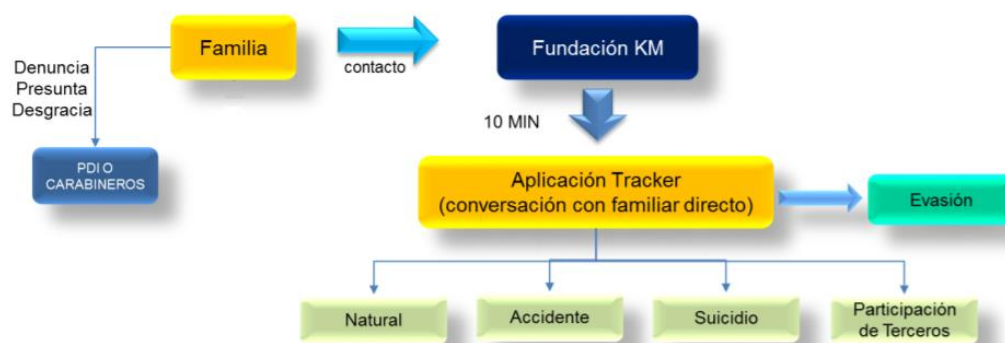 Familia
contacto
Fundación KM
Denuncia
Presunta
Desgracia
10 MIN
PDI O
CARABINEROS
Aplicación Tracker
(conversación con familiar directo)
Evasión
Natural
Accidente
Suicidio
Participación
de Terceros